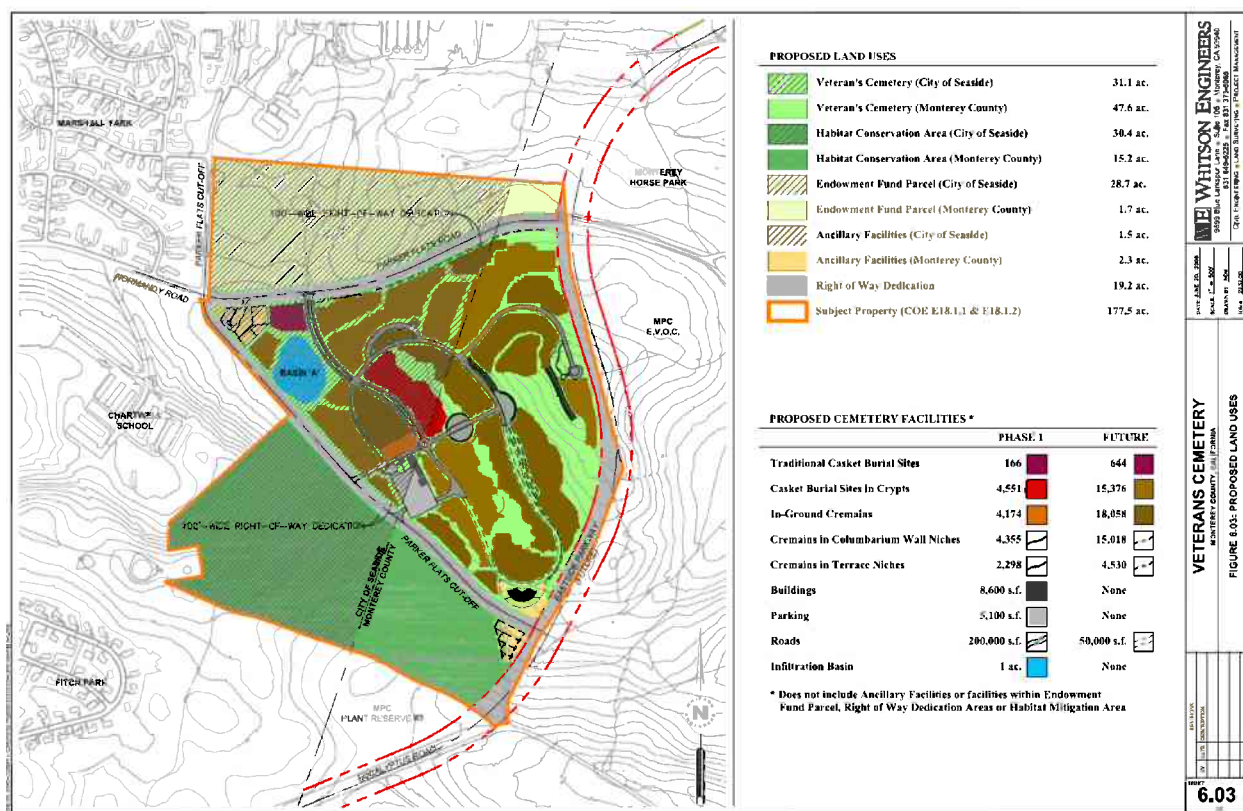 MARSHALL PARK
PARKER FLATS CUT-OFF
HORSE PARK
100'-WIDE RIGHT-OF-WAY DEDICATION
PARKER FLATS ROAD
NORMANDY ROAD
MPC
E.V.O.C.
BASIN 'A'
SCHOOL
100'-WIDE RIGHT-OF-WAY DEDICATION
CITY OF SEASIDE
MONTEREY COUNTY
PARKER FLATS CUT-OFF
FITCH PARK
MPC
PLANT RESERVE
EUCALYPTUS ROAD
N
PROPOSED LAND USES
Veteran's Cemetery (City of Seaside) 31.1 ac.
Veteran's Cemetery (Monterey County) 47.6 ac.
Habitat Conservation Area (City of Seaside) 30.4 ac.
Habitat Conservation Area (Monterey County) 15.2 ac.
Endowment Fund Parcel (City of Seaside) 28.7 ac.
Endowment Fund Parcel (Monterey County) 1.7 ac.
Ancillary Facilities (City of Seaside) 1.5 ac.
Ancillary Facilities (Monterey County) 2.3 ac.
Right of Way Dedication 19.2 ac.
Subject Property (COE E18.1.1 & E18.1.2) 177.5 ac.
PROPOSED CEMETERY FACILITIES *
PHASE 1 FUTURE
Traditional Casket Burial Sites 166 644
Casket Burial Sites in Crypts 4,551 15,376
In-Ground Cremains 4,174 18,058
Cremains in Columbarium Wall Niches 4,355 15,018
Cremains in Terrace Niches 2,298 4,530
Buildings 8,600 s.f. None
Parking 5,100 s.f. None
Roads 200,000 s.f. 50,000 s.f.
Infiltration Basin 1 ac. None
* Does not include Ancillary Facilities or facilities within Endowment
Fund Parcel, Right of Way Dedication Areas or Habitat Mitigation Area
WHITSON ENGINEERS
VETERANS CEMETERY
MONTEREY COUNTY, CALIFORNIA
FIGURE 6.03: PROPOSED LAND USES
6.03